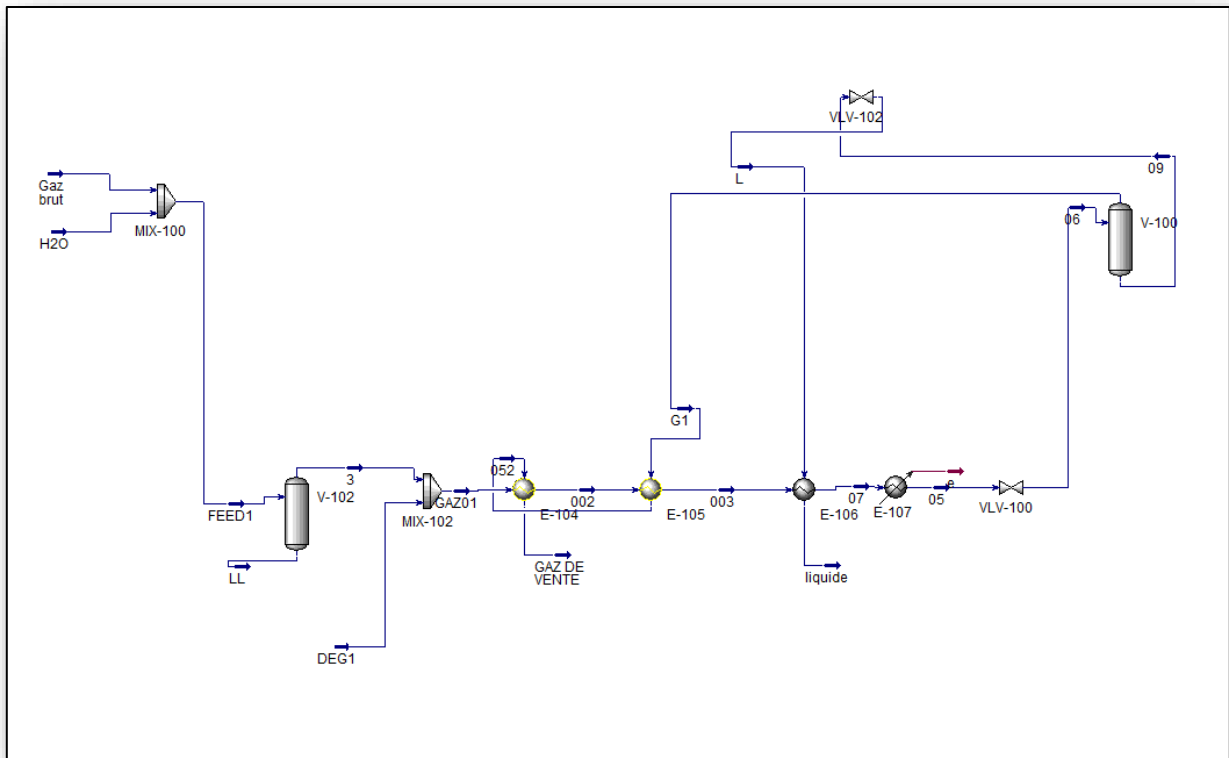 VLV-102
L
09
Gaz
brut
06
V-100
MIX-100
H2O
G1
052
3
V-102
GAZ01
002
003
07
05
e
FEED1
MIX-102
E-104
E-105
E-106
E-107
VLV-100
LL
GAZ DE
VENTE
liquide
DEG1